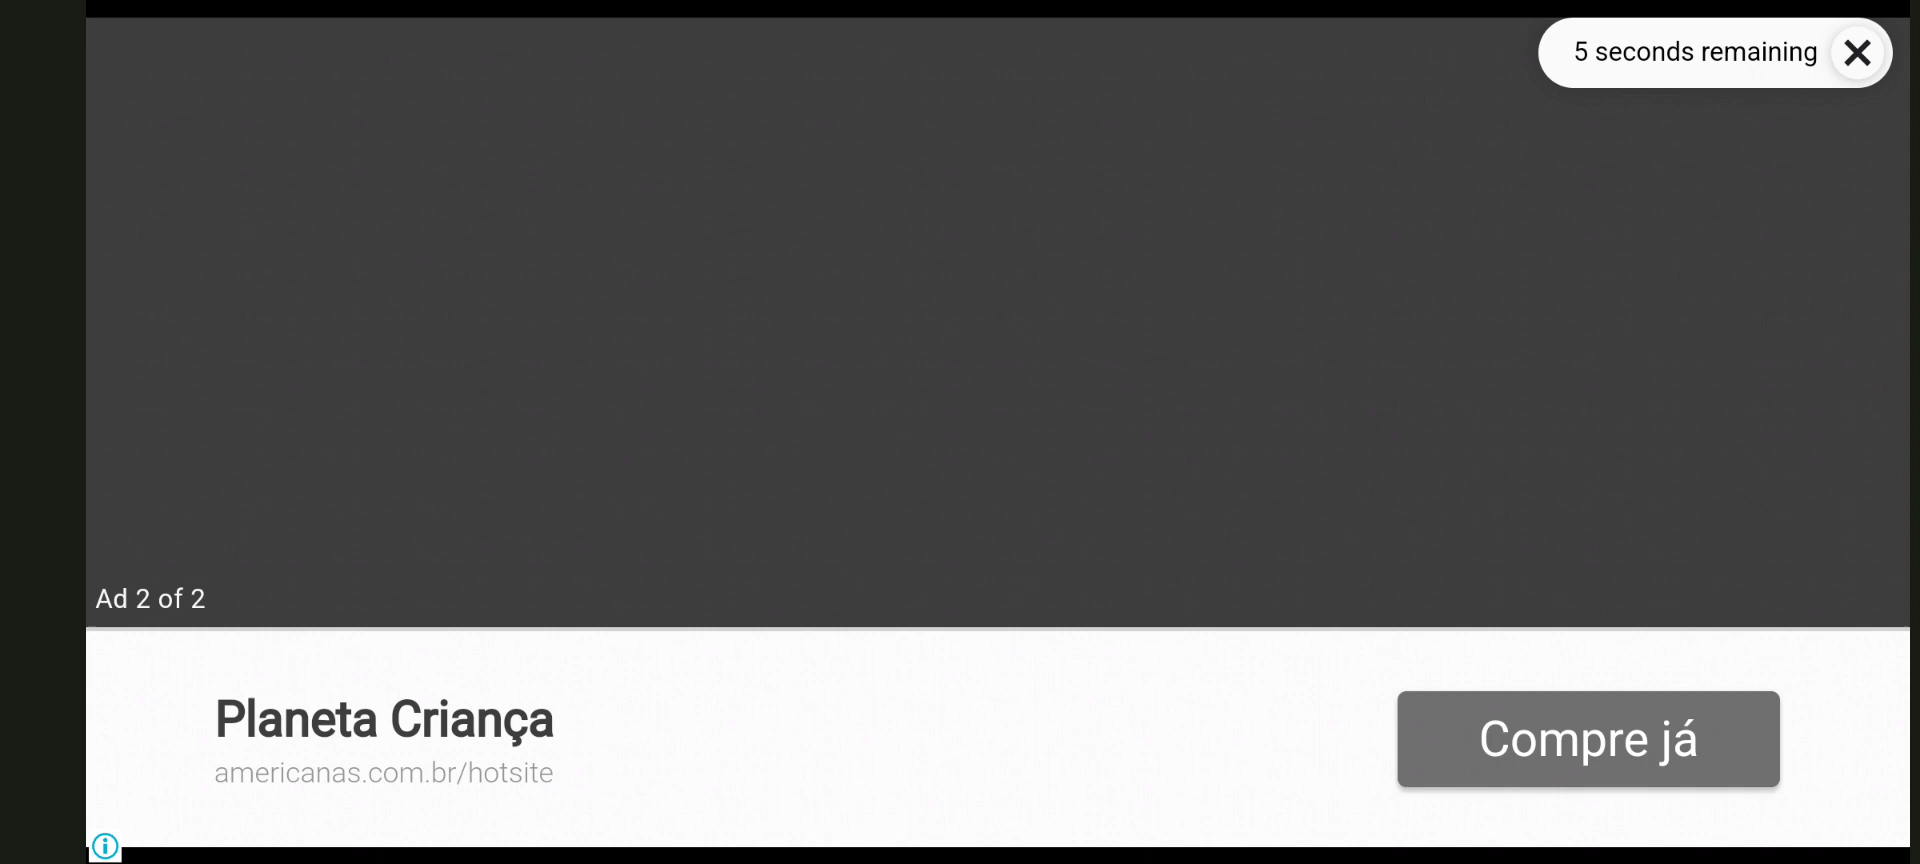 5 seconds remaining
Ad 2 of 2
Planeta Criança
americanas.com.br/hotsite
Compre já